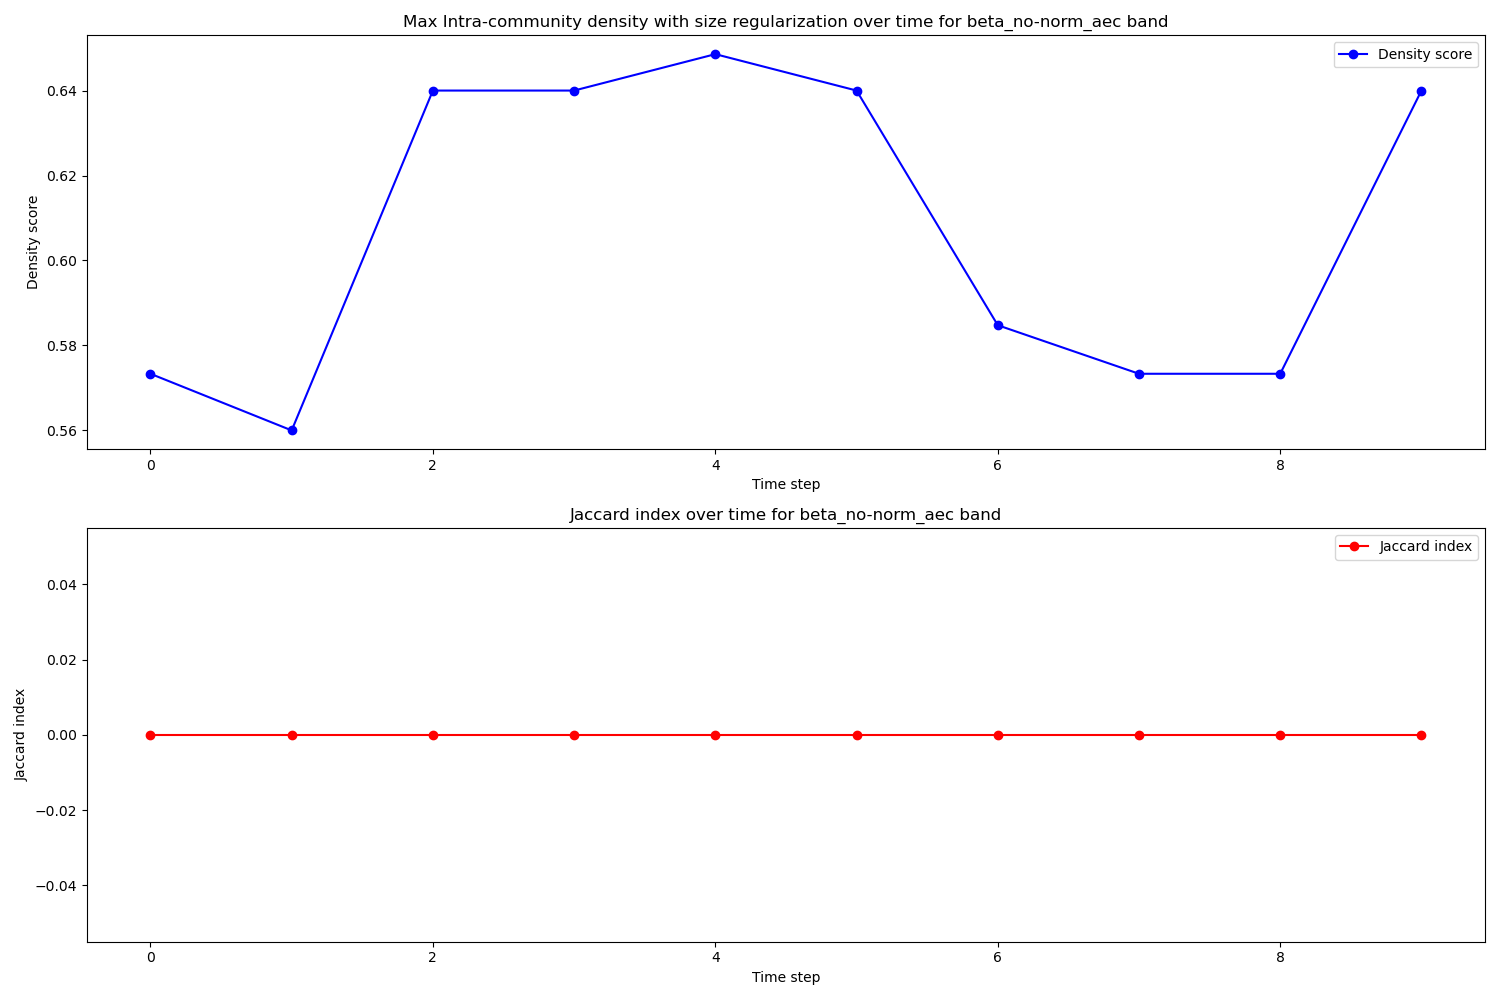 Max Intra-community density with size regularization over time for beta_no-norm_aec band
Density score
0.64
0.62
0.60
0.58
0.56
Density score
0 2 4 6 8
Time step
Jaccard index over time for beta_no-norm_aec band
Jaccard index
0.04
0.02
0.00
−0.02
−0.04
Jaccard index
0 2 4 6 8
Time step